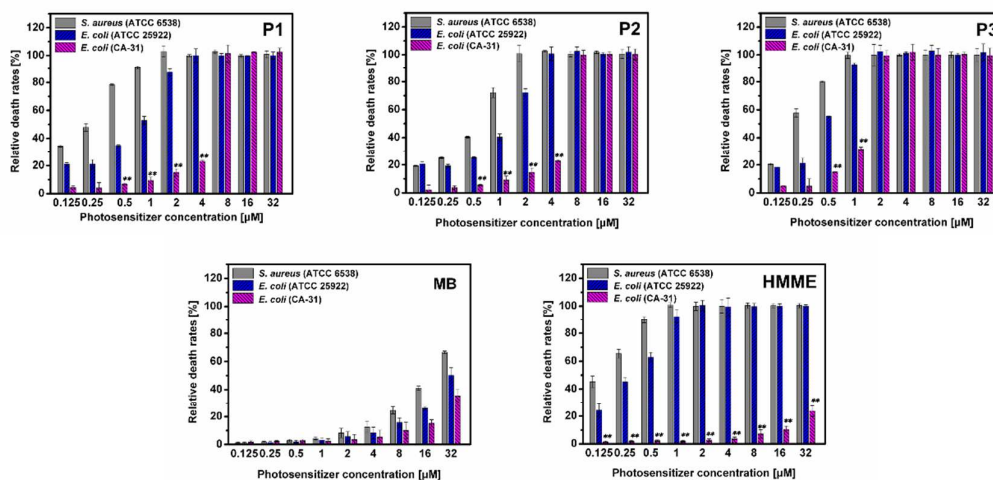 P1
S. aureus (ATCC 6538)
E. coli (ATCC 25922)
E. coli (CA-31)
Relative death rates [%]
120
100
80
60
40
20
0
** ** ** **
0.125 0.25 0.5 1 2 4 8 16 32
Photosensitizer concentration [µM]
P2
S. aureus (ATCC 6538)
E. coli (ATCC 25922)
E. coli (CA-31)
Relative death rates [%]
120
100
80
60
40
20
0
** ** ** **
0.125 0.25 0.5 1 2 4 8 16 32
Photosensitizer concentration [µM]
P3
S. aureus (ATCC 6538)
E. coli (ATCC 25922)
E. coli (CA-31)
Relative death rates [%]
120
100
80
60
40
20
0
** **
0.125 0.25 0.5 1 2 4 8 16 32
Photosensitizer concentration [µM]
MB
S. aureus (ATCC 6538)
E. coli (ATCC 25922)
E. coli (CA-31)
Relative death rates [%]
120
100
80
60
40
20
0
0.125 0.25 0.5 1 2 4 8 16 32
Photosensitizer concentration [µM]
HMME
S. aureus (ATCC 6538)
E. coli (ATCC 25922)
E. coli (CA-31)
Relative death rates [%]
120
100
80
60
40
20
0
** ** ** ** ** ** ** ** **
0.125 0.25 0.5 1 2 4 8 16 32
Photosensitizer concentration [µM]